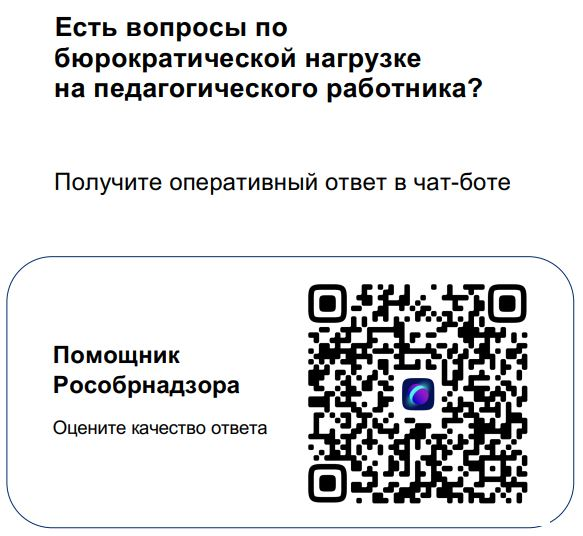 Есть вопросы по
бюрократической нагрузке
на педагогического работника?
Получите оперативный ответ в чат-боте
Помощник
Рособрнадзора
Оцените качество ответа